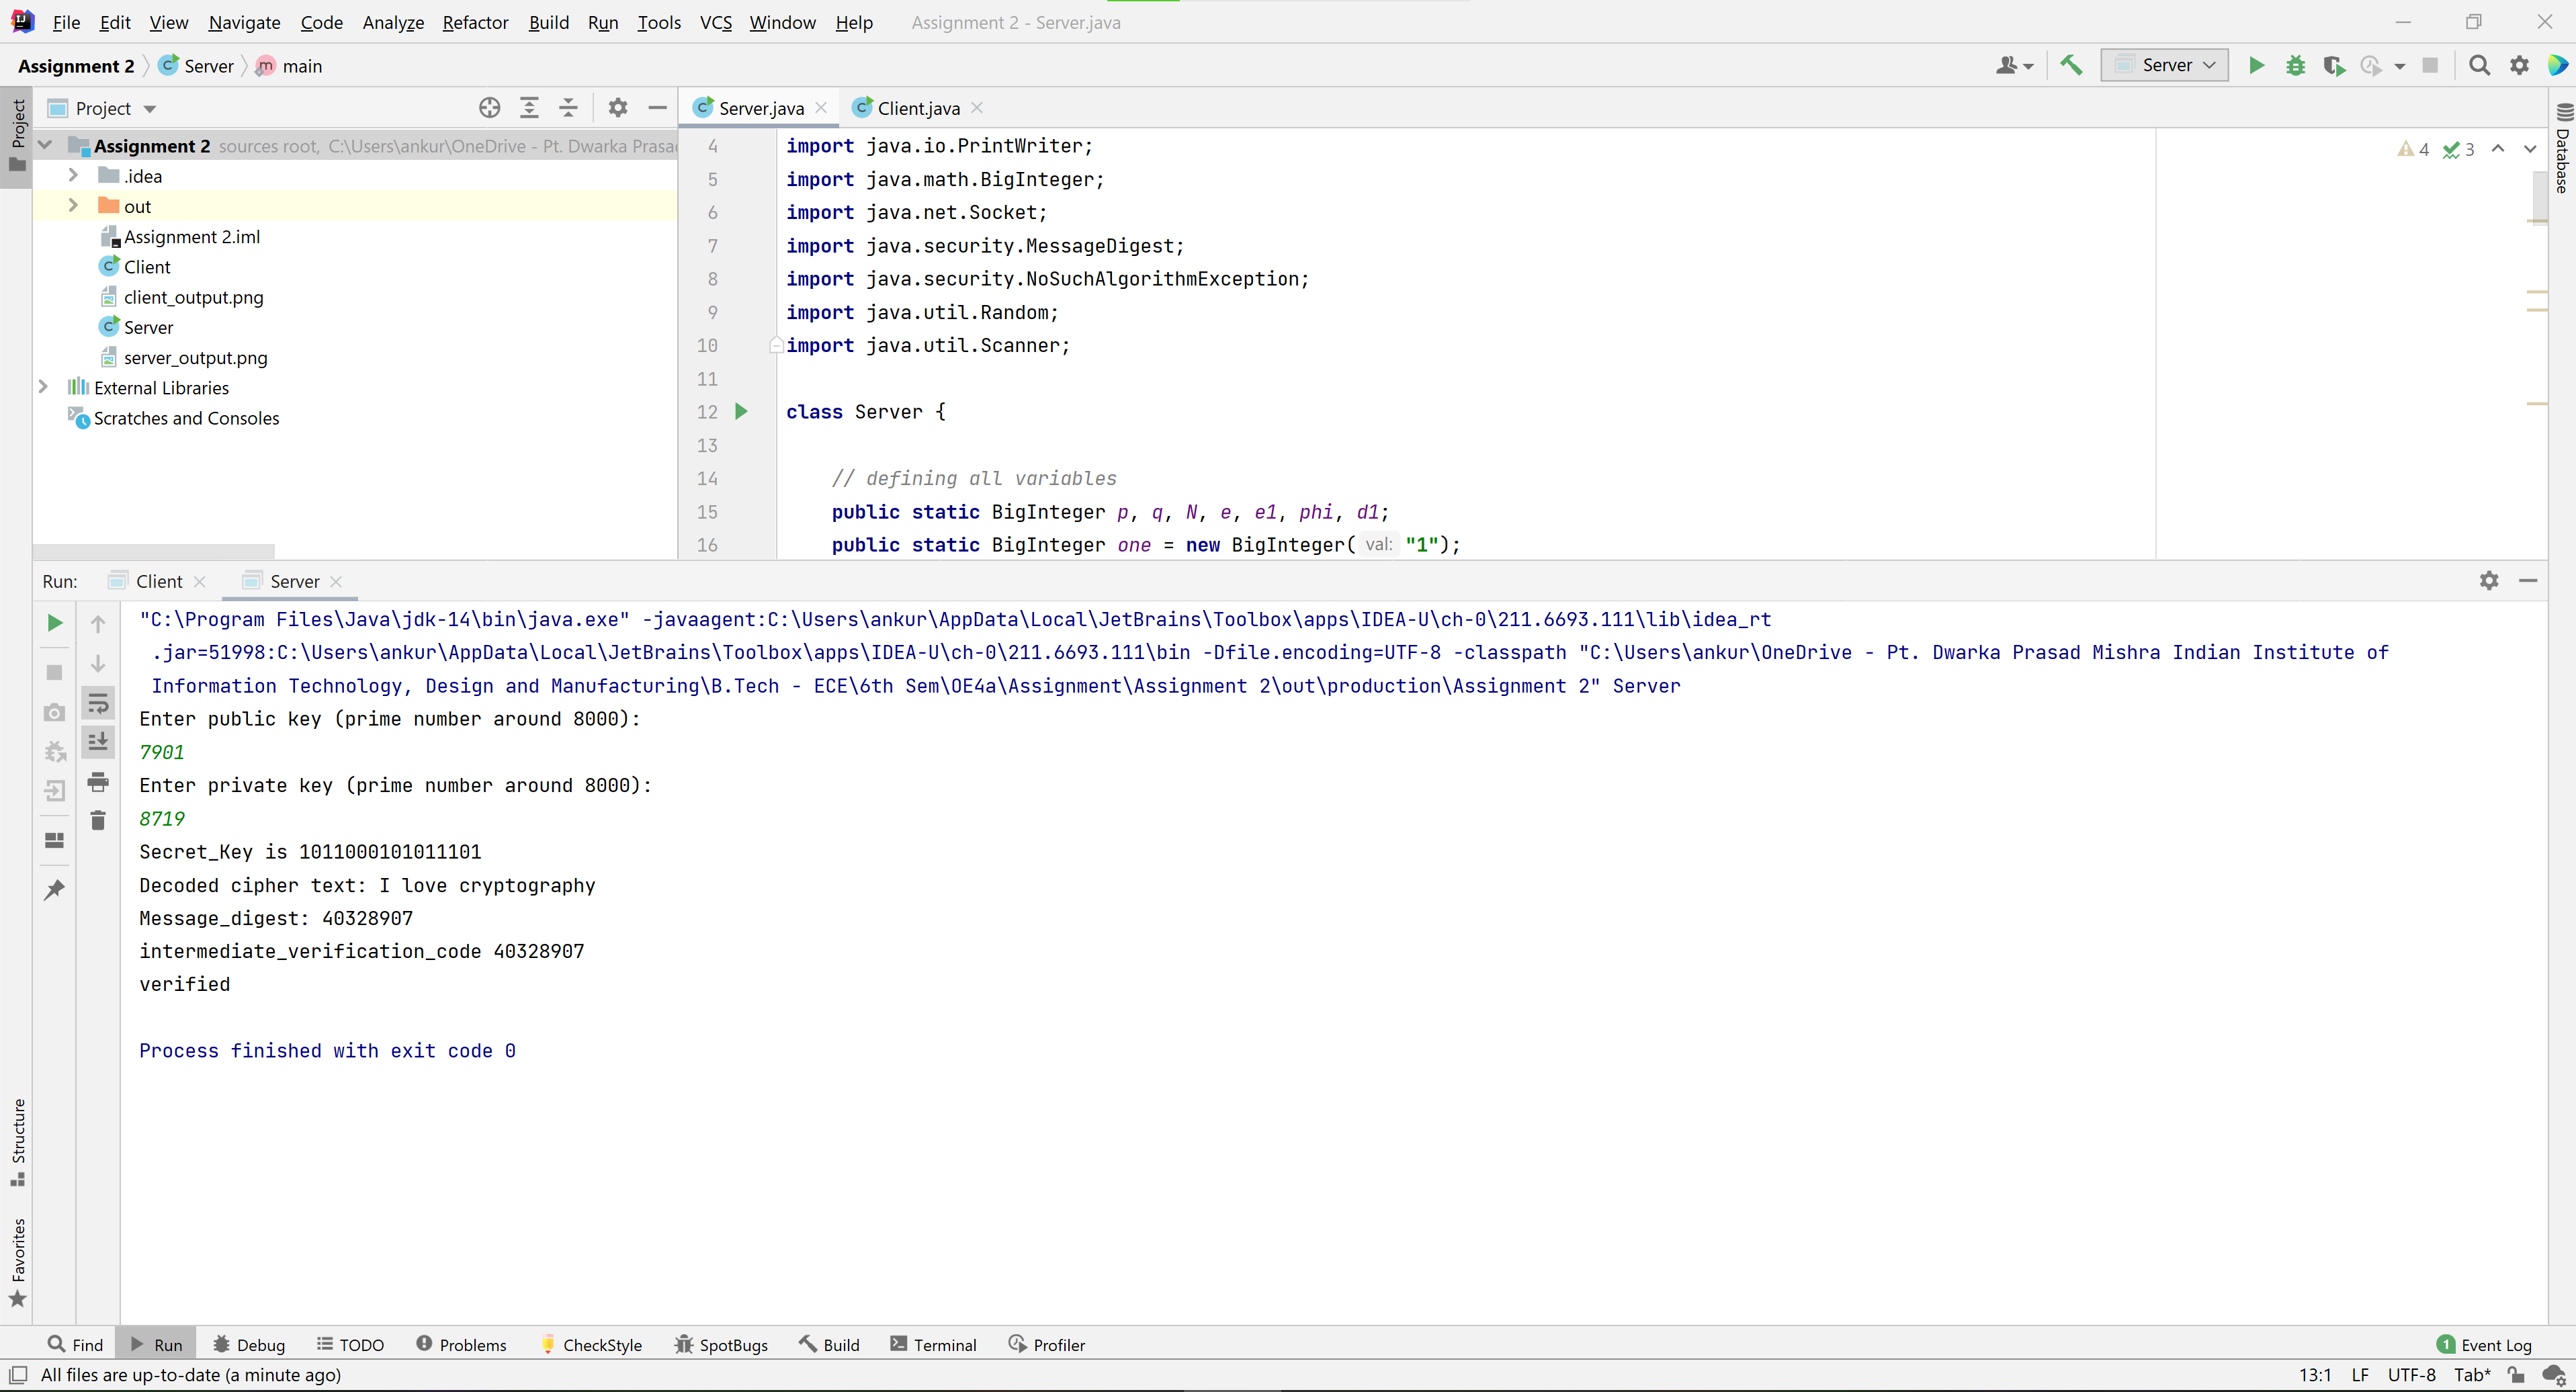 File Edit View Navigate Code Analyze Refactor Build Run Tools VCS Window Help Assignment 2 - Server.java
Assignment 2 Server main
Server
Project
Project
Server.java
Client.java
Assignment 2 sources root, C:\Users\ankur\OneDrive - Pt. Dwarka Prasa
.idea
out
Assignment 2.iml
Client
client_output.png
Server
server_output.png
External Libraries
Scratches and Consoles
4 import java.io.PrintWriter;
5 import java.math.BigInteger;
6 import java.net.Socket;
7 import java.security.MessageDigest;
8 import java.security.NoSuchAlgorithmException;
9 import java.util.Random;
10 import java.util.Scanner;
11
12 class Server {
13
14 // defining all variables
15 public static BigInteger p, q, N, e, e1, phi, d1;
16 public static BigInteger one = new BigInteger( val: "1");
4 3
Database
Run: Client Server
"C:\Program Files\Java\jdk-14\bin\java.exe" -javaagent:C:\Users\ankur\AppData\Local\JetBrains\Toolbox\apps\IDEA-U\ch-0\211.6693.111\lib\idea_rt
.jar=51998:C:\Users\ankur\AppData\Local\JetBrains\Toolbox\apps\IDEA-U\ch-0\211.6693.111\bin -Dfile.encoding=UTF-8 -classpath "C:\Users\ankur\OneDrive - Pt. Dwarka Prasad Mishra Indian Institute of
Information Technology, Design and Manufacturing\B.Tech - ECE\6th Sem\OE4a\Assignment\Assignment 2\out\production\Assignment 2" Server
Enter public key (prime number around 8000):
7901
Enter private key (prime number around 8000):
8719
Secret_Key is 1011000101011101
Decoded cipher text: I love cryptography
Message_digest: 40328907
intermediate_verification_code 40328907
verified
Process finished with exit code 0
Structure
Favorites
Find Run Debug TODO Problems CheckStyle SpotBugs Build Terminal Profiler 1 Event Log
All files are up-to-date (a minute ago) 13:1 LF UTF-8 Tab*